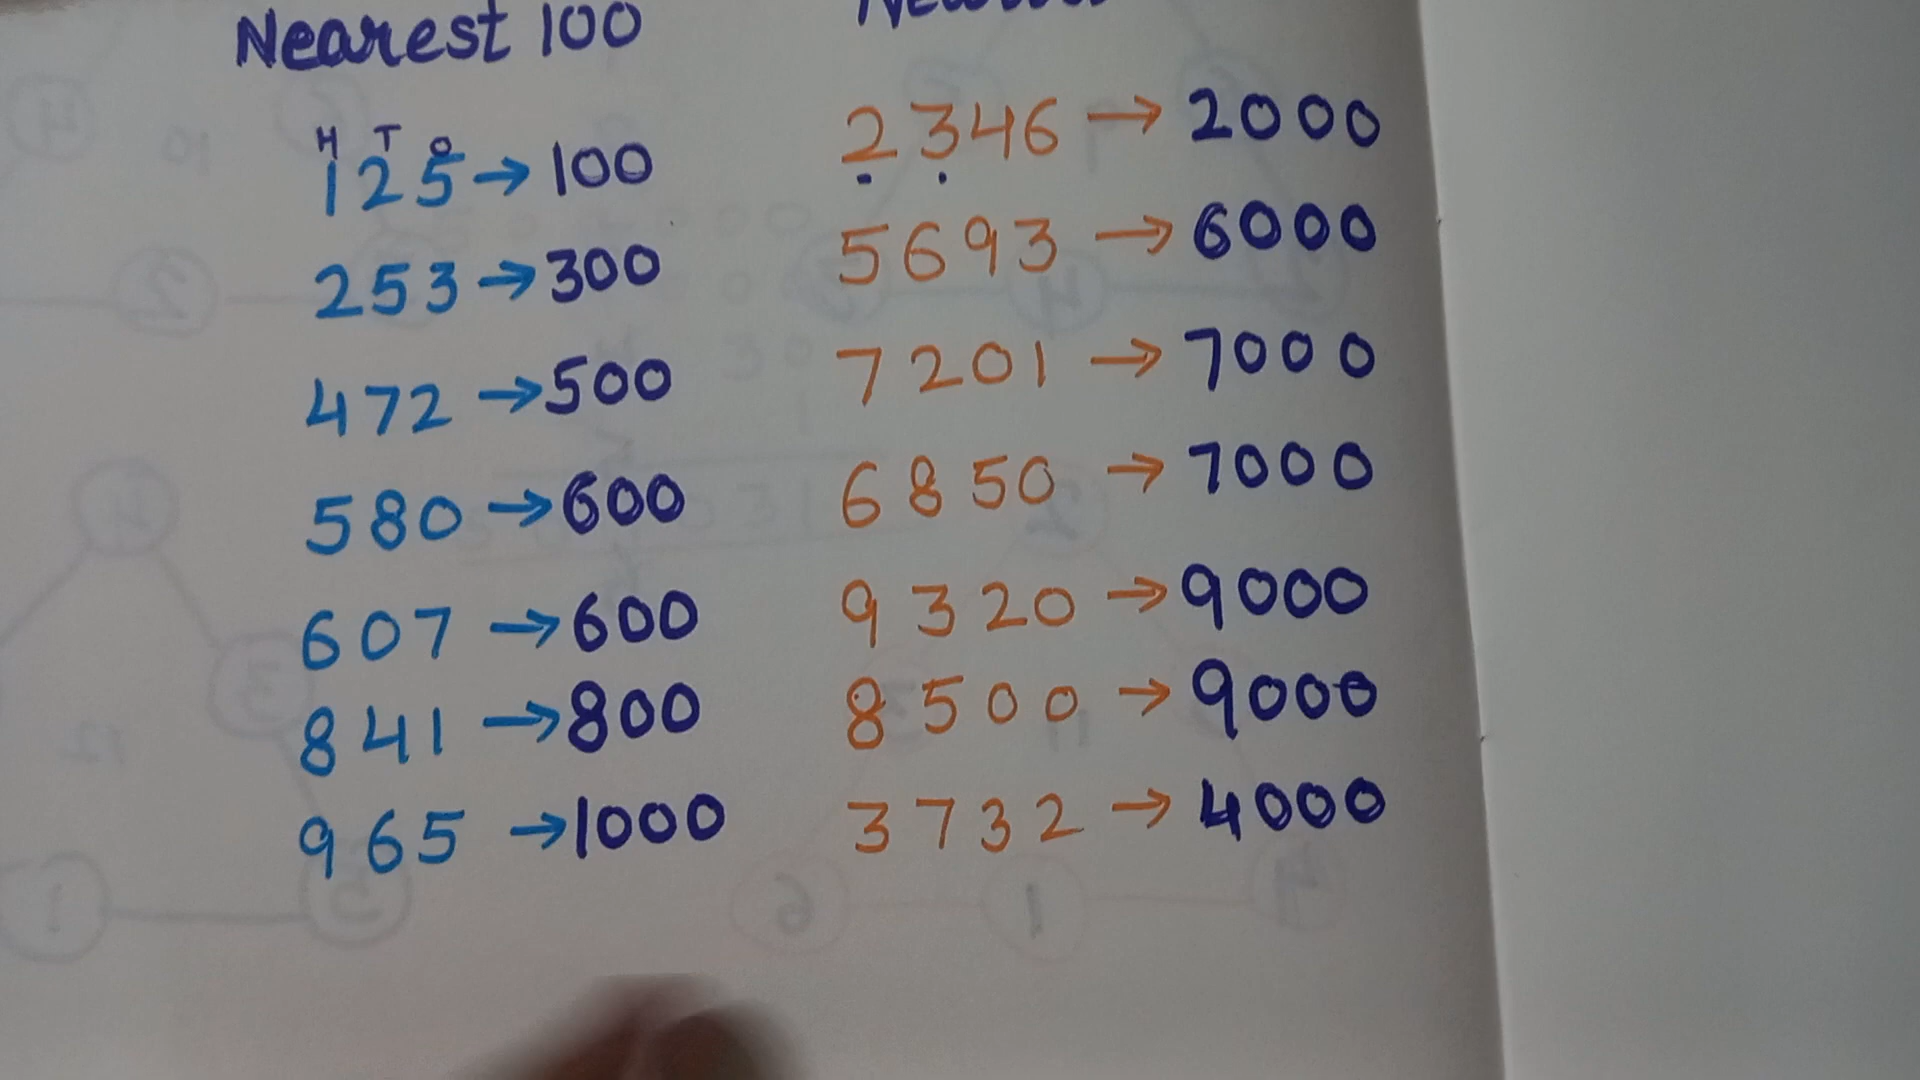 Nearest 100
H T O
125 → 100
253 → 300
472 → 500
580 → 600
607 → 600
841 → 800
965 → 1000
2346 → 2000
5693 → 6000
7201 → 7000
6850 → 7000
9320 → 9000
8500 → 9000
3732 → 4000